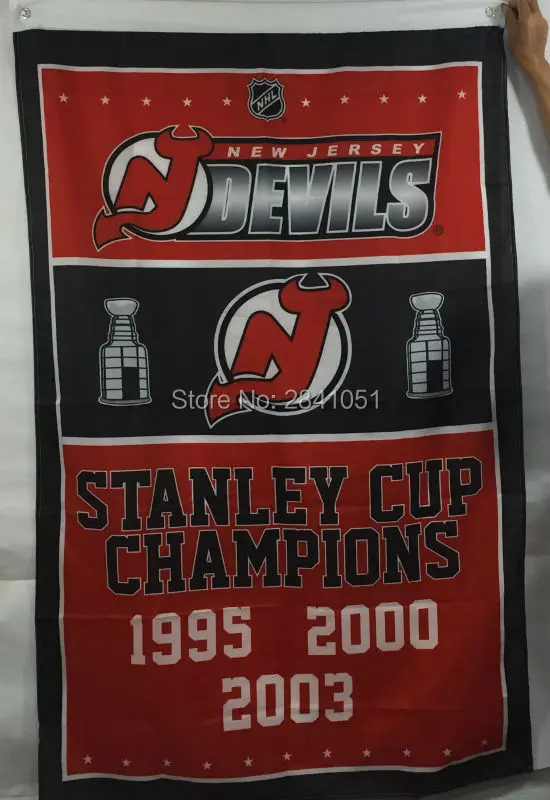 NHL
NEW JERSEY
DEVILS
Store No: 2841051
STANLEY CUP
CHAMPIONS
1995 2000
2003